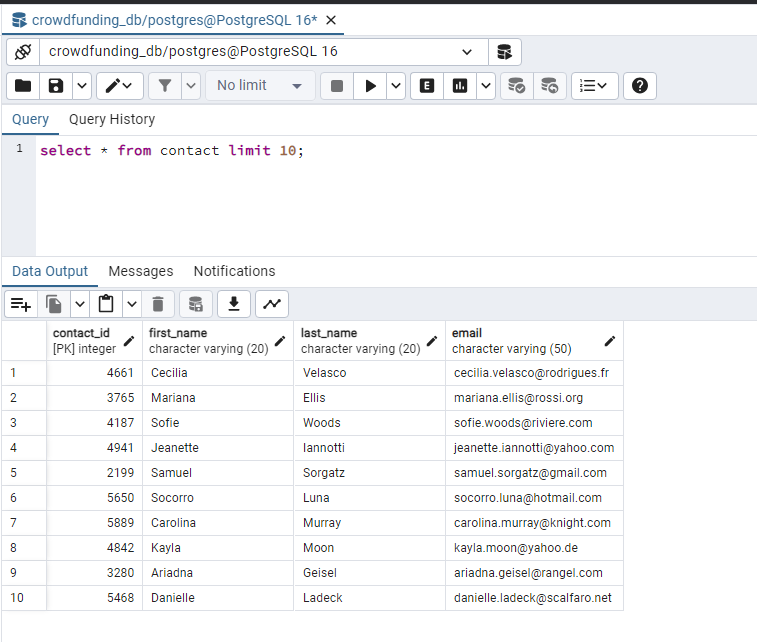 crowdfunding_db/postgres@PostgreSQL 16*
crowdfunding_db/postgres@PostgreSQL 16
No limit
E
Query Query History
1 select * from contact limit 10;
Data Output Messages Notifications
contact_id first_name last_name email
[PK] integer character varying (20) character varying (20) character varying (50)
1 4661 Cecilia Velasco cecilia.velasco@rodrigues.fr
2 3765 Mariana Ellis mariana.ellis@rossi.org
3 4187 Sofie Woods sofie.woods@riviere.com
4 4941 Jeanette Iannotti jeanette.iannotti@yahoo.com
5 2199 Samuel Sorgatz samuel.sorgatz@gmail.com
6 5650 Socorro Luna socorro.luna@hotmail.com
7 5889 Carolina Murray carolina.murray@knight.com
8 4842 Kayla Moon kayla.moon@yahoo.de
9 3280 Ariadna Geisel ariadna.geisel@rangel.com
10 5468 Danielle Ladeck danielle.ladeck@scalfaro.net